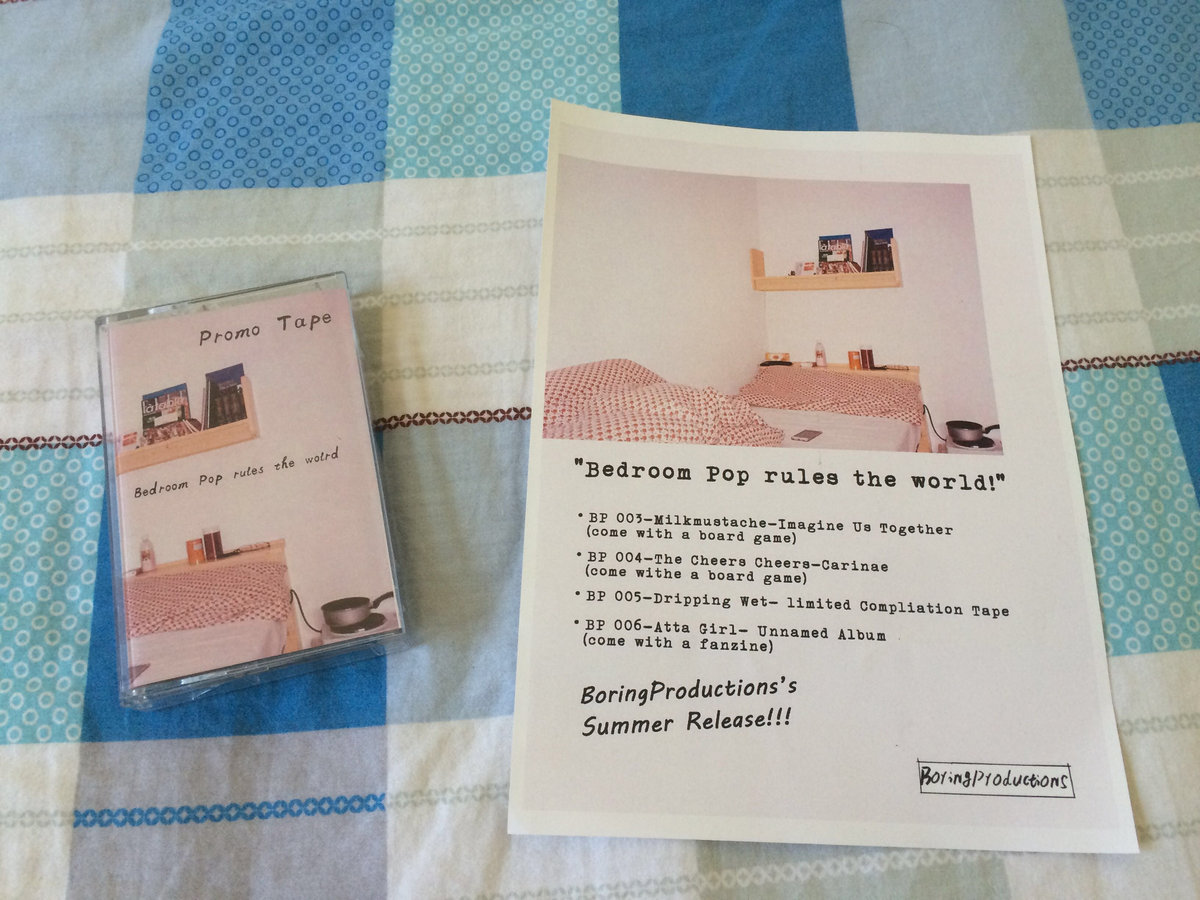 Promo Tape
Bedroom Pop rules the wolrd
"Bedroom Pop rules the world!"
• BP 003-Milkmustache-Imagine Us Together
(come with a board game)
• BP 004-The Cheers Cheers-Carinae
(come withe a board game)
• BP 005-Dripping Wet- limited Compliation Tape
• BP 006-Atta Girl- Unnamed Album
(come with a fanzine)
BoringProductions's
Summer Release!!!
BoringProductions